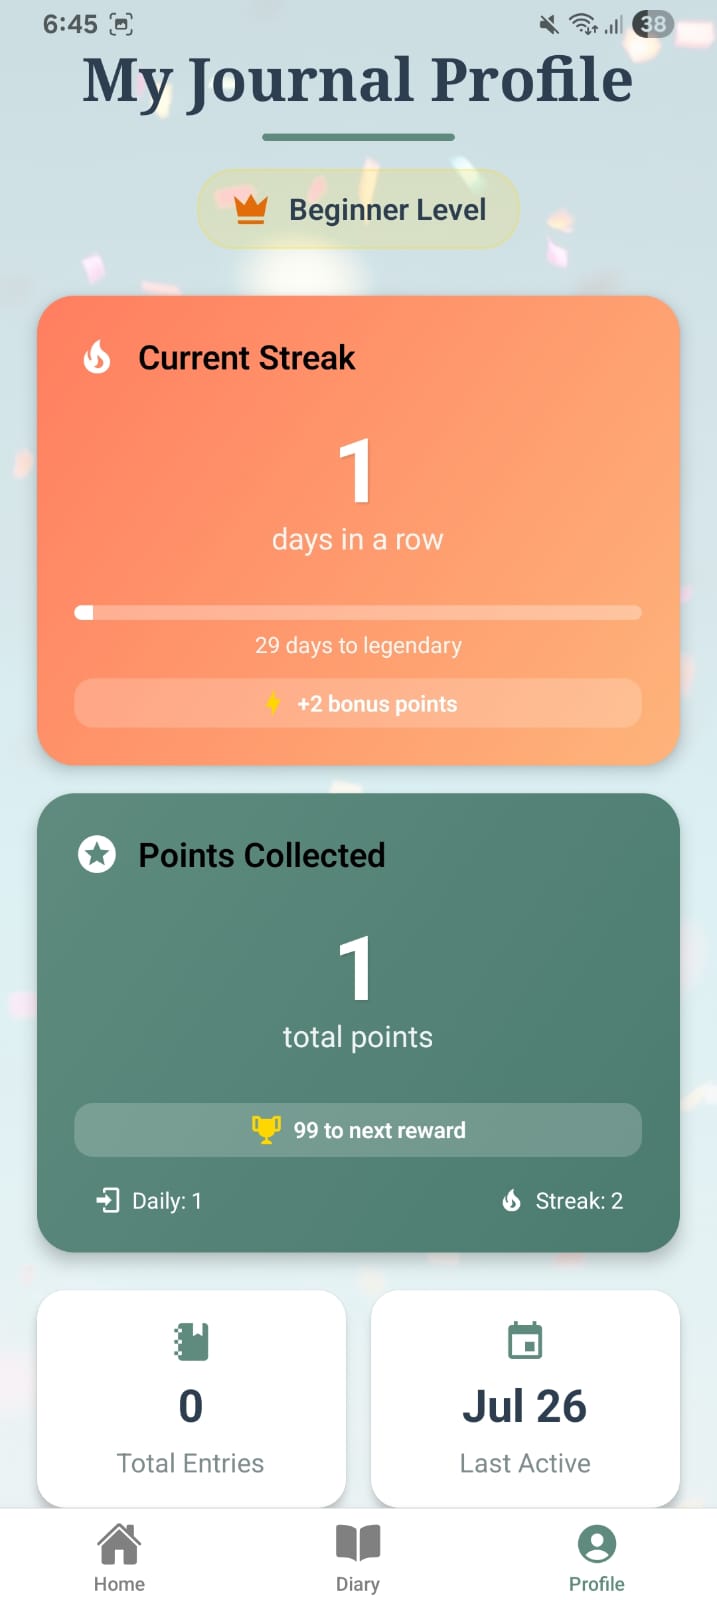 6:45
38
My Journal Profile
Beginner Level
Current Streak
1
days in a row
29 days to legendary
+2 bonus points
Points Collected
1
total points
99 to next reward
Daily: 1
Streak: 2
0
Total Entries
Jul 26
Last Active
Home
Diary
Profile